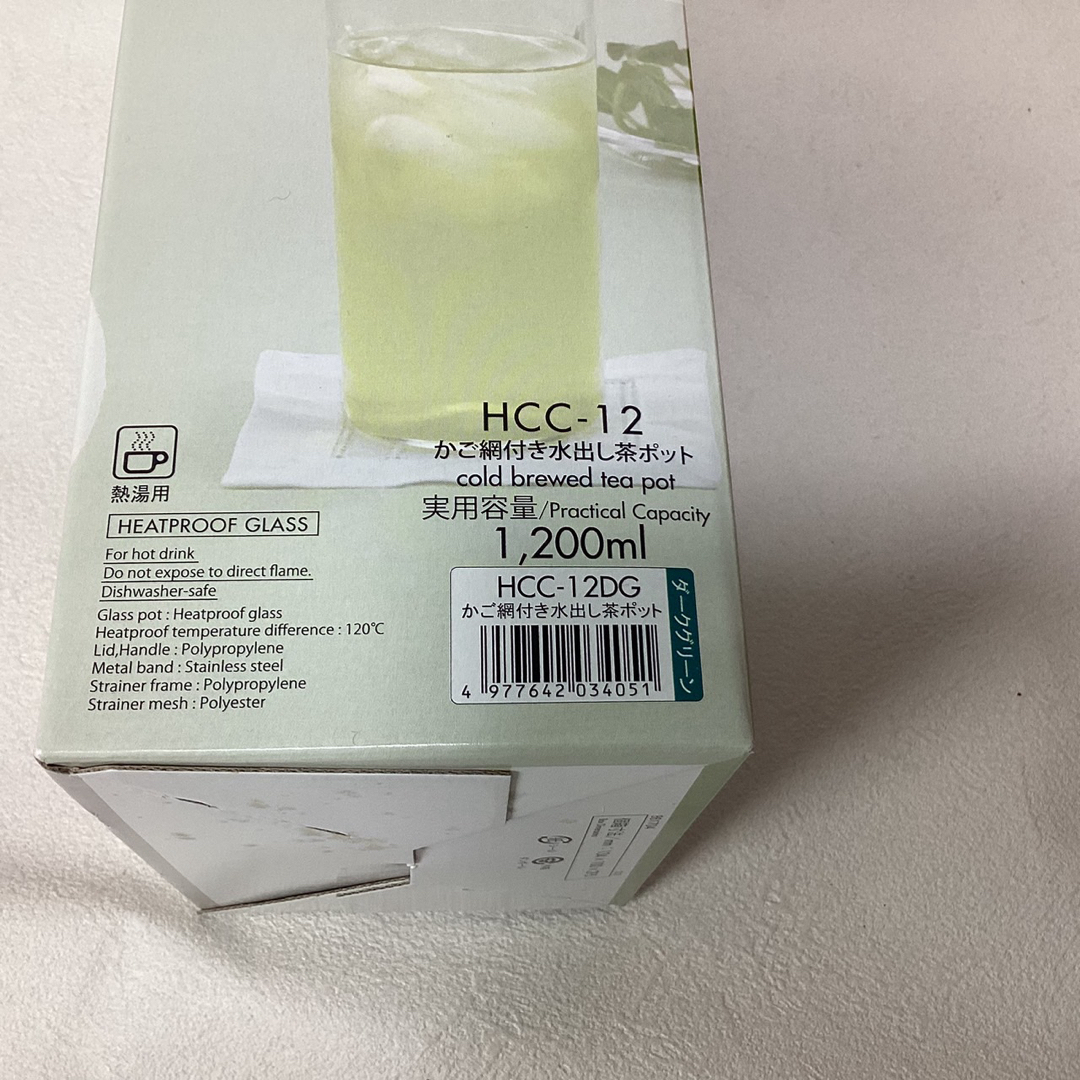 熱湯用
HEATPROOF GLASS
For hot drink
Do not expose to direct flame.
Dishwasher-safe
Glass pot : Heatproof glass
Heatproof temperature difference : 120℃
Lid,Handle : Polypropylene
Metal band : Stainless steel
Strainer frame : Polypropylene
Strainer mesh : Polyester
HCC-12
かご網付き水出し茶ポット
cold brewed tea pot
実用容量/Practical Capacity
1,200ml
HCC-12DG
かご網付き水出し茶ポット
4 977642 034051
ダークグリーン